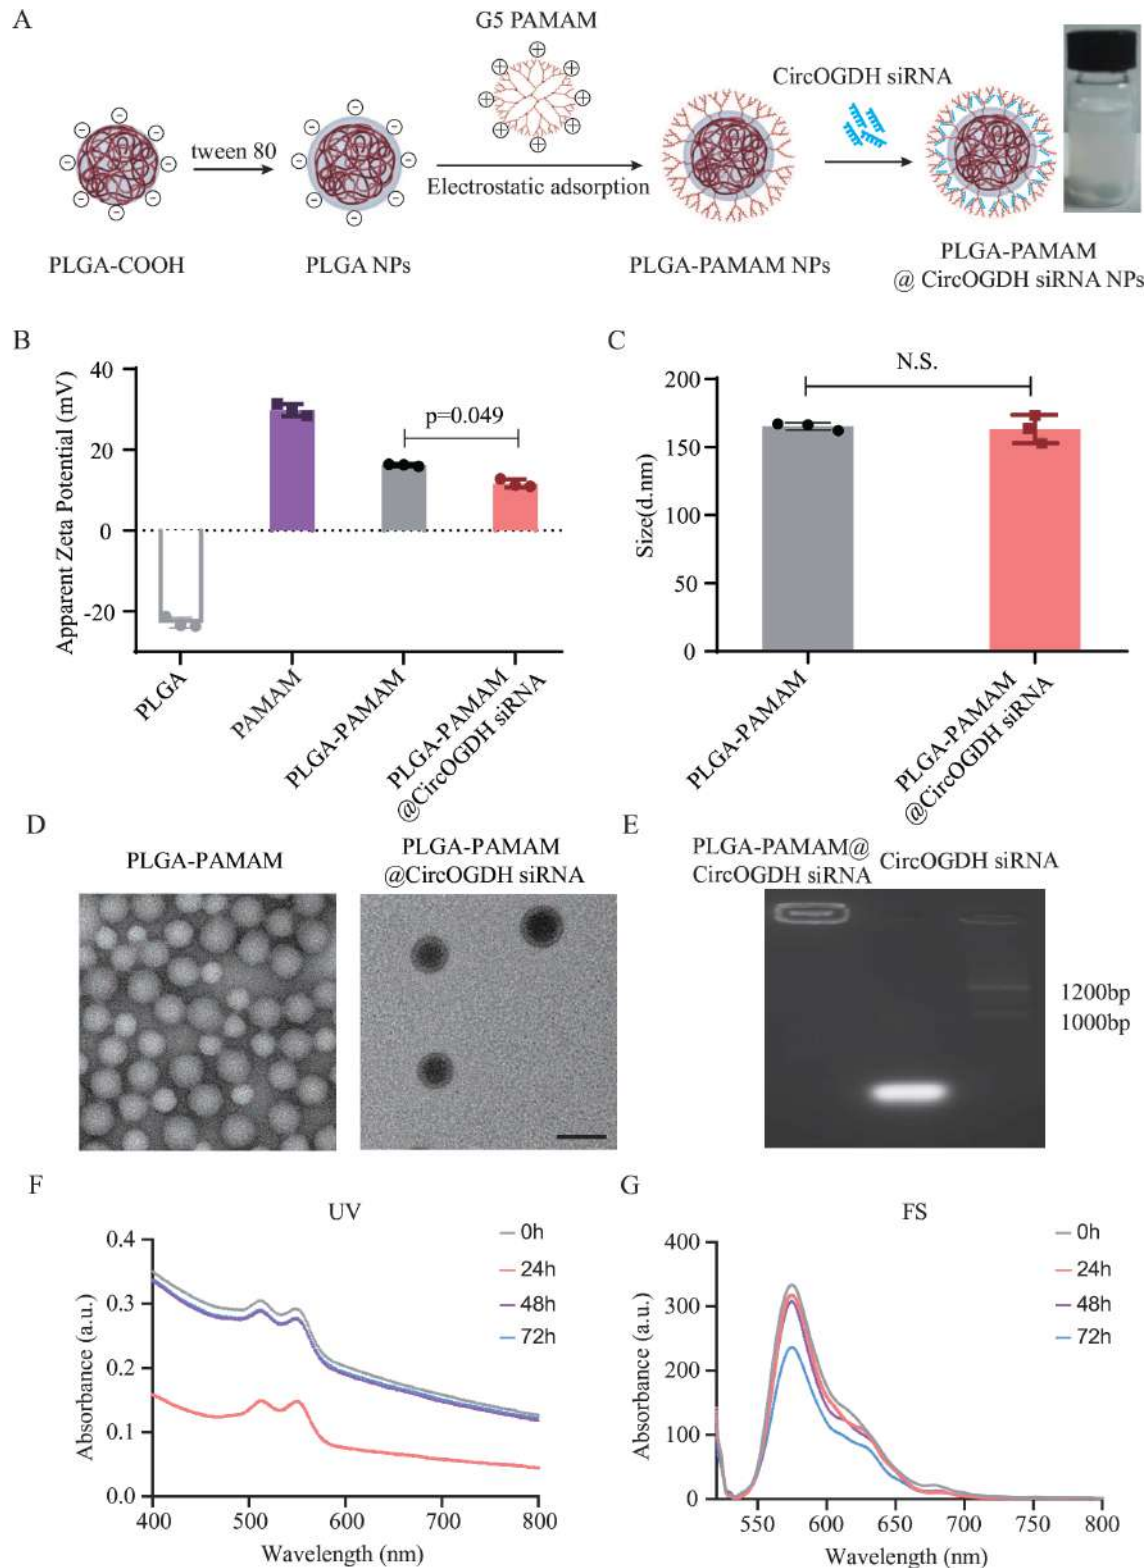 A
G5 PAMAM
CircOGDH siRNA
tween 80
Electrostatic adsorption
PLGA-COOH
PLGA NPs
PLGA-PAMAM NPs
PLGA-PAMAM
@ CircOGDH siRNA NPs
B
Apparent Zeta Potential (mV)
40
20
0
-20
p=0.049
PLGA
PAMAM
PLGA-PAMAM
PLGA-PAMAM
@CircOGDH siRNA
C
Size(d.nm)
200
150
100
50
0
N.S.
PLGA-PAMAM
PLGA-PAMAM
@CircOGDH siRNA
D
PLGA-PAMAM
PLGA-PAMAM
@CircOGDH siRNA
E
PLGA-PAMAM@
CircOGDH siRNA
CircOGDH siRNA
1200bp
1000bp
F
UV
Absorbance (a.u.)
0.4
0.3
0.2
0.1
0.0
400 500 600 700 800
Wavelength (nm)
0h
24h
48h
72h
G
FS
Absorbance (a.u.)
400
300
200
100
0
550 600 650 700 750 800
Wavelength (nm)
0h
24h
48h
72h